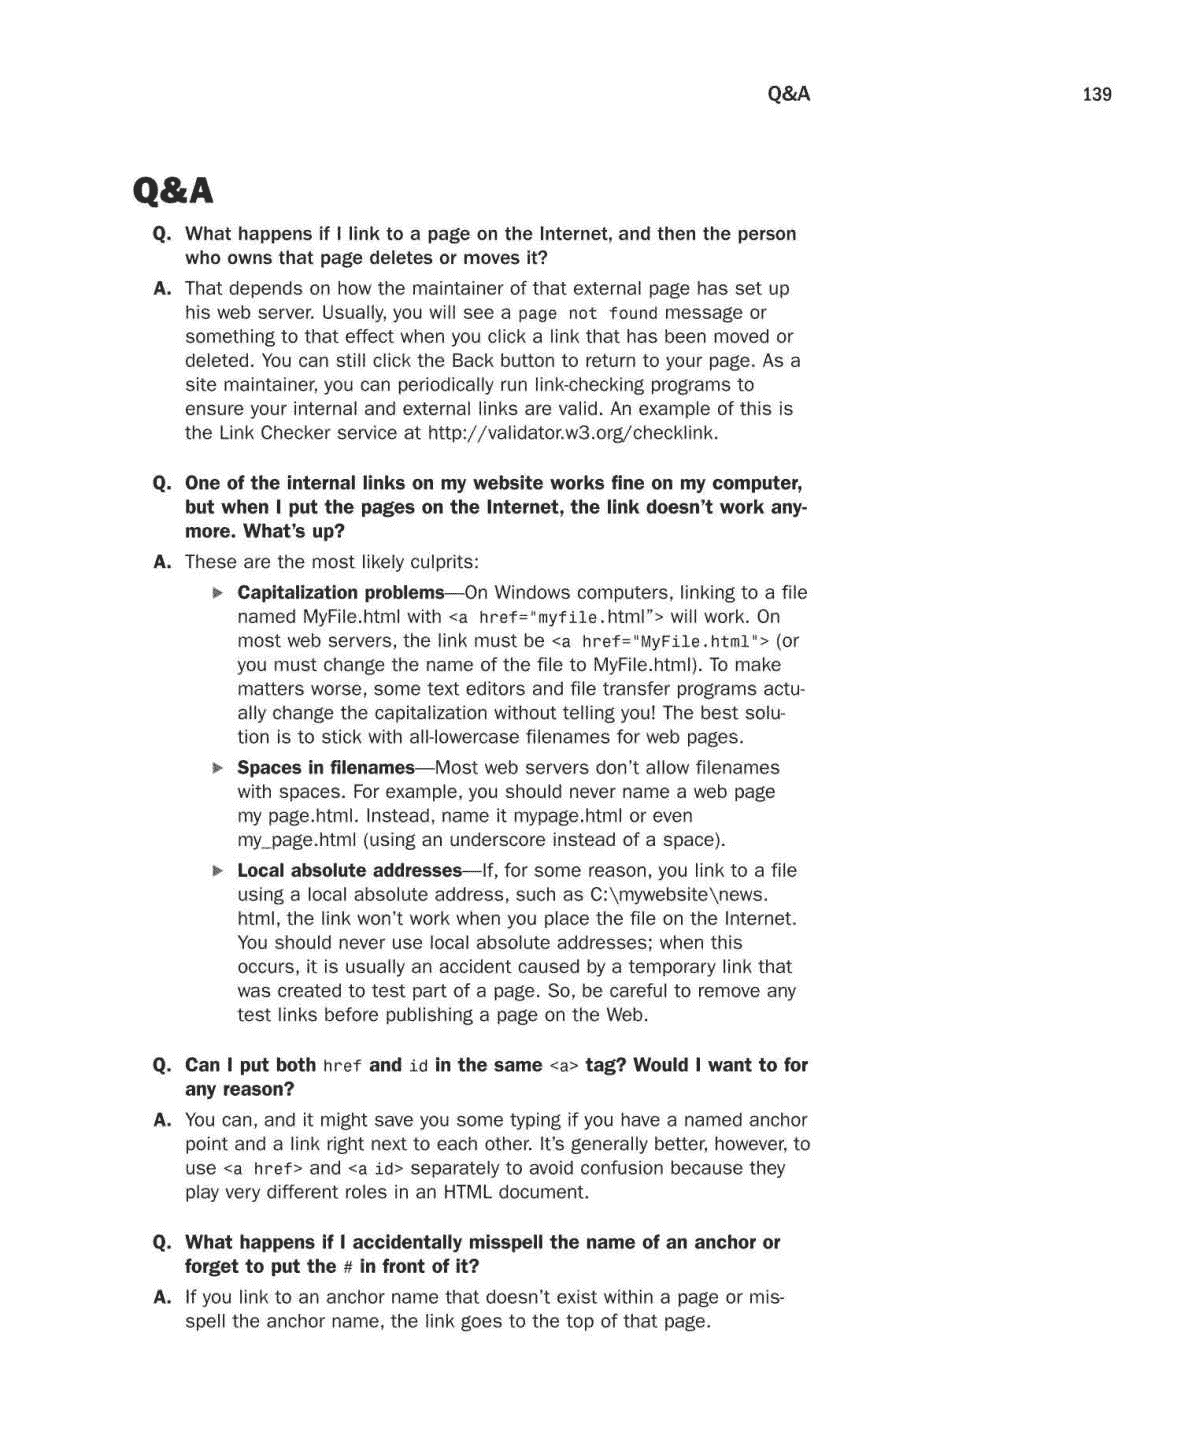 Q&A 139
Q&A
Q. What happens if I link to a page on the Internet, and then the person
who owns that page deletes or moves it?
A. That depends on how the maintainer of that external page has set up
his web server. Usually, you will see a page not found message or
something to that effect when you click a link that has been moved or
deleted. You can still click the Back button to return to your page. As a
site maintainer, you can periodically run link-checking programs to
ensure your internal and external links are valid. An example of this is
the Link Checker service at http://validator.w3.org/checklink.
Q. One of the internal links on my website works fine on my computer,
but when I put the pages on the Internet, the link doesn’t work any-
more. What’s up?
A. These are the most likely culprits:
▶ Capitalization problems—On Windows computers, linking to a file
named MyFile.html with <a href="myfile.html”> will work. On
most web servers, the link must be <a href="MyFile.html"> (or
you must change the name of the file to MyFile.html). To make
matters worse, some text editors and file transfer programs actu-
ally change the capitalization without telling you! The best solu-
tion is to stick with all-lowercase filenames for web pages.
▶ Spaces in filenames—Most web servers don’t allow filenames
with spaces. For example, you should never name a web page
my page.html. Instead, name it mypage.html or even
my_page.html (using an underscore instead of a space).
▶ Local absolute addresses—If, for some reason, you link to a file
using a local absolute address, such as C:\mywebsite\news.
html, the link won’t work when you place the file on the Internet.
You should never use local absolute addresses; when this
occurs, it is usually an accident caused by a temporary link that
was created to test part of a page. So, be careful to remove any
test links before publishing a page on the Web.
Q. Can I put both href and id in the same <a> tag? Would I want to for
any reason?
A. You can, and it might save you some typing if you have a named anchor
point and a link right next to each other. It’s generally better, however, to
use <a href> and <a id> separately to avoid confusion because they
play very different roles in an HTML document.
Q. What happens if I accidentally misspell the name of an anchor or
forget to put the # in front of it?
A. If you link to an anchor name that doesn’t exist within a page or mis-
spell the anchor name, the link goes to the top of that page.